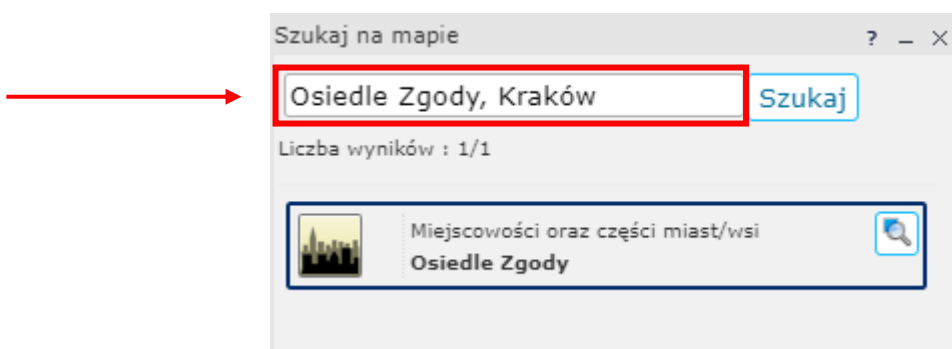 Szukaj na mapie ? _ ×
Osiedle Zgody, Kraków Szukaj
Liczba wyników : 1/1
Miejscowości oraz części miast/wsi
Osiedle Zgody